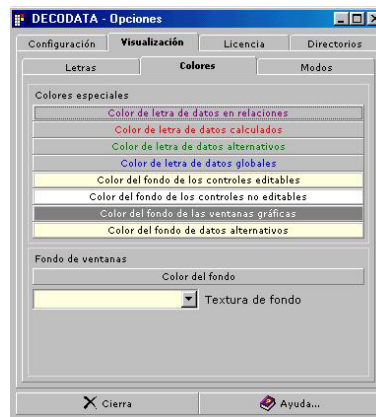 DECODATA - Opciones
Configuración Visualización Licencia Directorios
Letras Colores Modos
Colores especiales
Color de letra de datos en relaciones
Color de letra de datos calculados
Color de letra de datos alternativos
Color de letra de datos globales
Color del fondo de los controles editables
Color del fondo de los controles no editables
Color del fondo de las ventanas gráficas
Color del fondo de datos alternativos
Fondo de ventanas
Color del fondo
Textura de fondo
Cierra Ayuda...